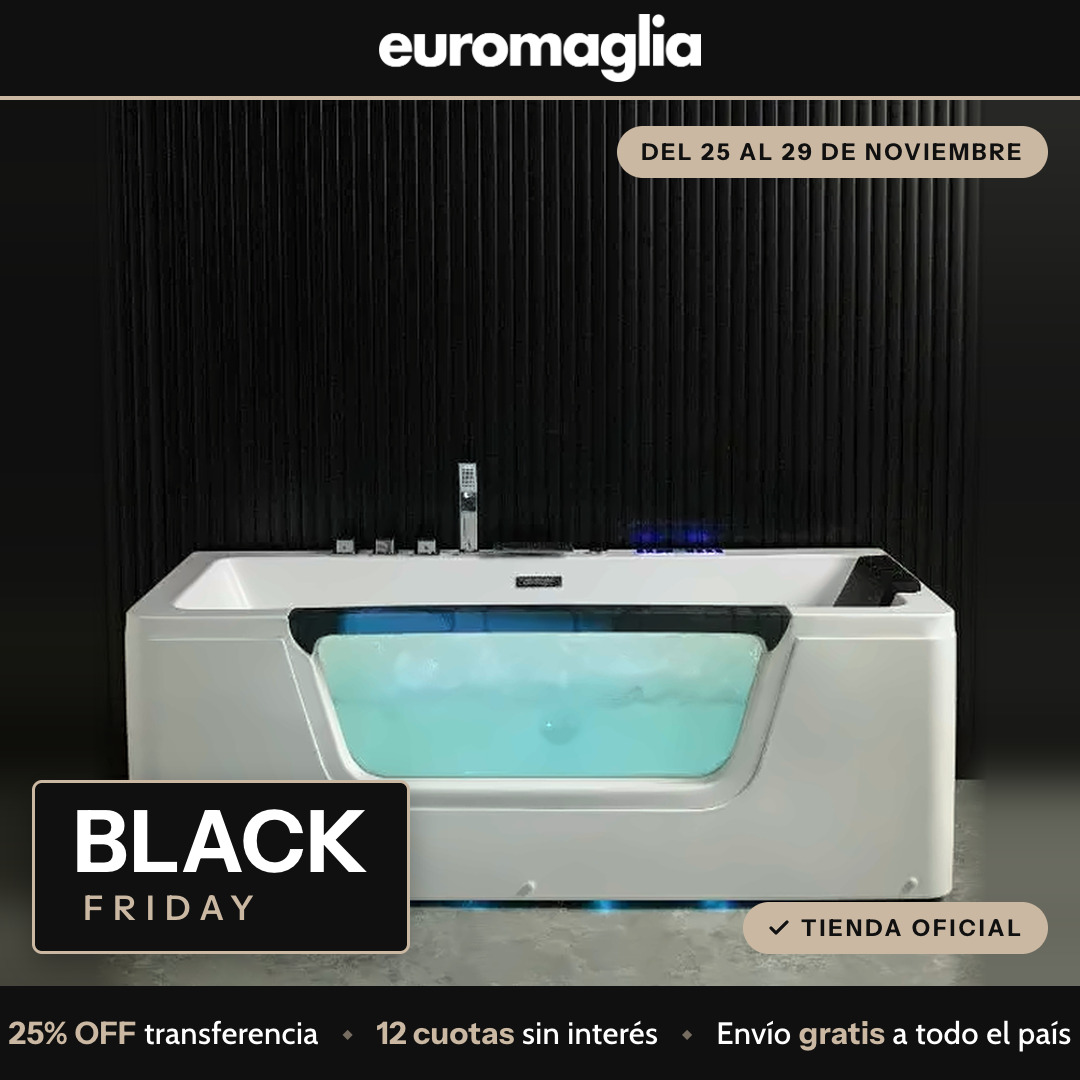 euromaglia
DEL 25 AL 29 DE NOVIEMBRE
BLACK
FRIDAY
✓ TIENDA OFICIAL
25% OFF transferencia ◆ 12 cuotas sin interés ◆ Envío gratis a todo el país